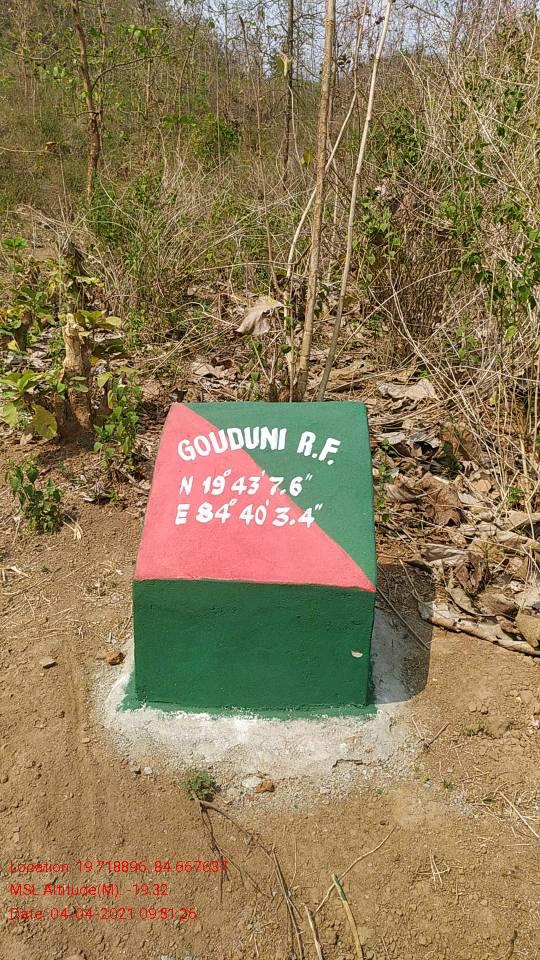 GOUDUNI R.F.
N 19° 43' 7.6"
E 84° 40' 3.4"
Location: 19.718896, 84.667637
MSL Altitude(M): -19.32
Date: 04-04-2021 09:31:26